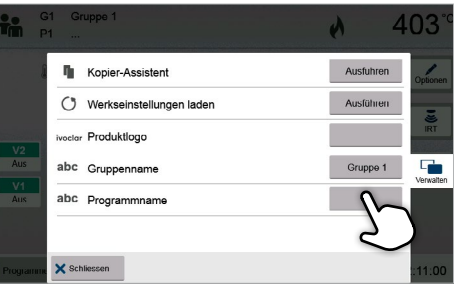 G1 Gruppe 1
P1 ...
403°C
Kopier-Assistent Ausführen
Werkseinstellungen laden Ausführen
ivoclar Produktlogo
abc Gruppenname Gruppe 1
abc Programmname
Schliessen
Optionen
IRT
Verwalten
V2
Aus
V1
Aus
:11:00